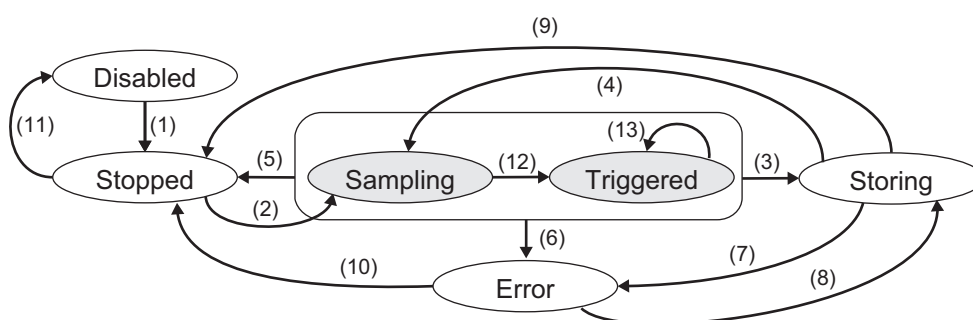 (9)
Disabled
(4)
(11)
(1)
(13)
(5)
(12)
(3)
Stopped
Sampling
Triggered
Storing
(2)
(6)
(7)
(10)
(8)
Error